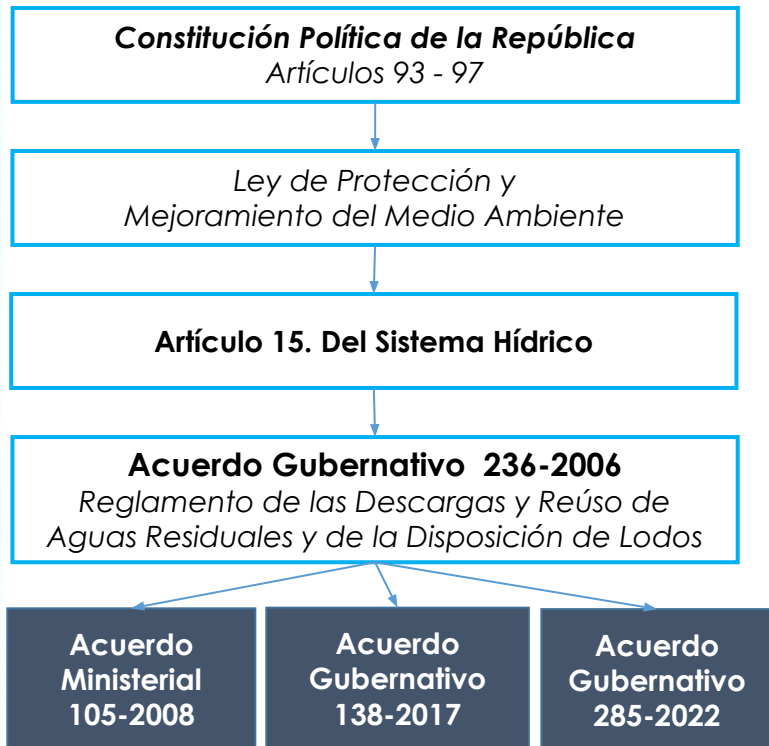 Constitución Política de la República
Artículos 93 - 97
Ley de Protección y
Mejoramiento del Medio Ambiente
Artículo 15. Del Sistema Hídrico
Acuerdo Gubernativo 236-2006
Reglamento de las Descargas y Reúso de
Aguas Residuales y de la Disposición de Lodos
Acuerdo
Ministerial
105-2008
Acuerdo
Gubernativo
138-2017
Acuerdo
Gubernativo
285-2022